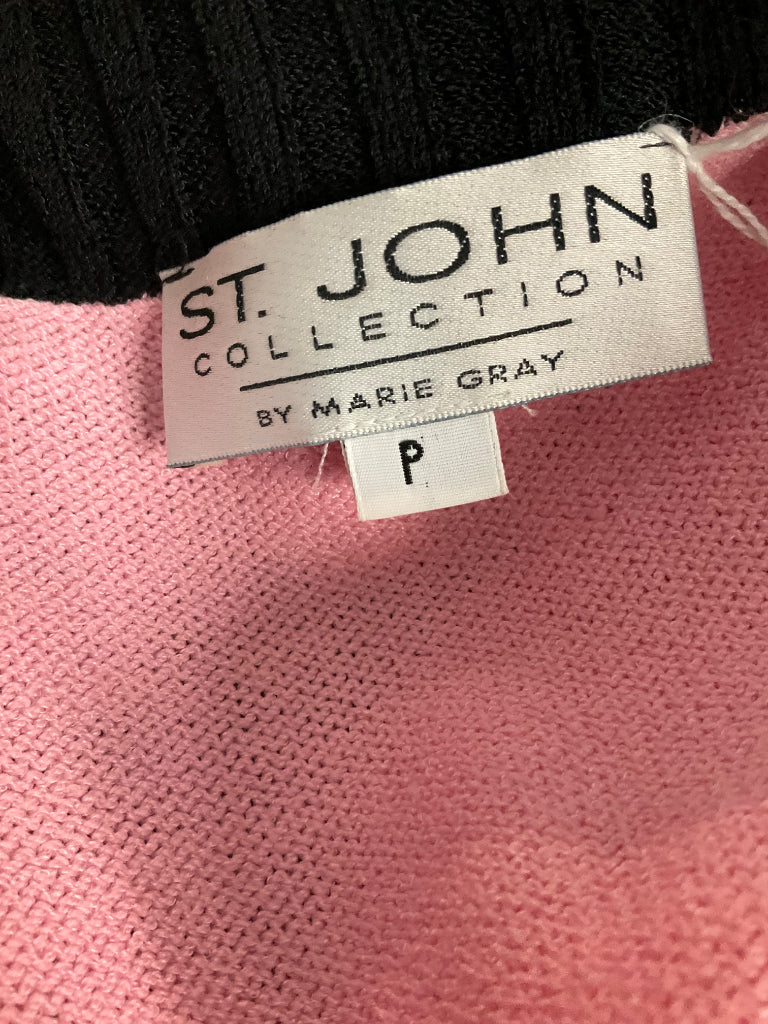 ST. JOHN
COLLECTION
BY MARIE GRAY
P